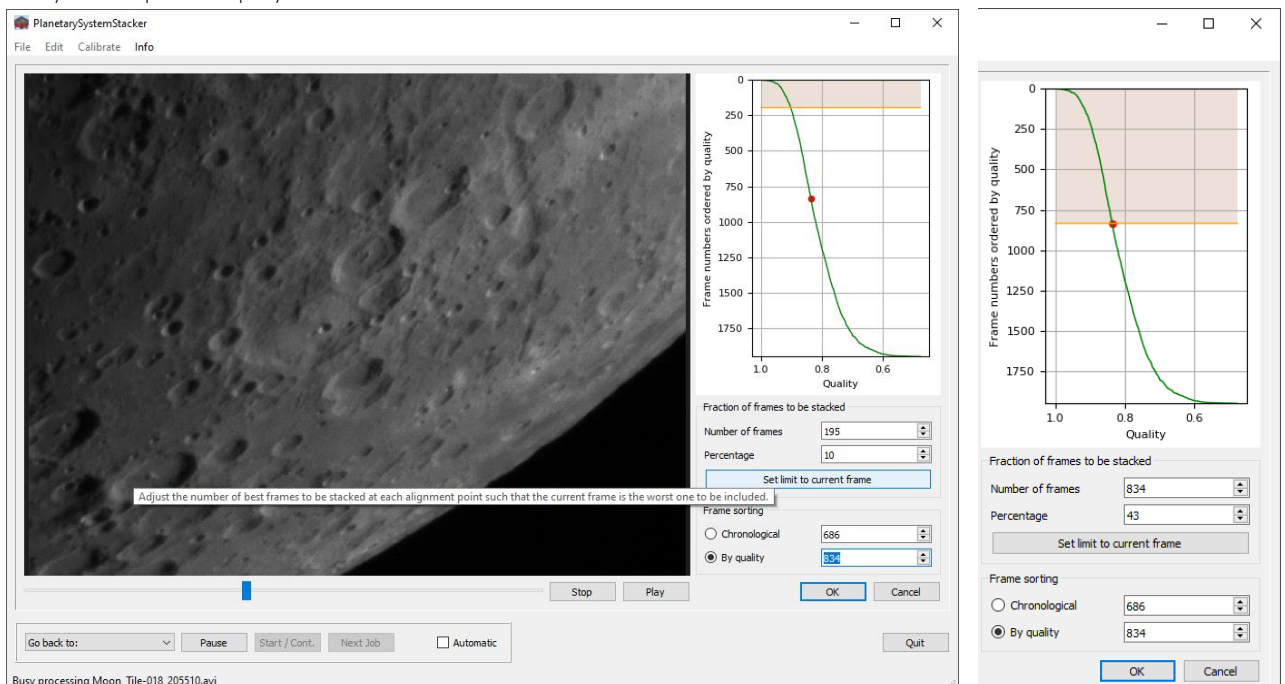 PlanetarySystemStacker
File Edit Calibrate Info
0
250
500
750
1000
1250
1500
1750
Frame numbers ordered by quality
1.0 0.8 0.6
Quality
Fraction of frames to be stacked
Number of frames 195
Percentage 10
Set limit to current frame
Adjust the number of best frames to be stacked at each alignment point such that the current frame is the worst one to be included.
Frame sorting
Chronological 686
By quality 834
Stop Play OK Cancel
Go back to: Pause Start / Cont. Next Job Automatic Quit
Busy processing Moon_Tile-018_205510.avi
0
250
500
750
1000
1250
1500
1750
Frame numbers ordered by quality
1.0 0.8 0.6
Quality
Fraction of frames to be stacked
Number of frames 834
Percentage 43
Set limit to current frame
Frame sorting
Chronological 686
By quality 834
OK Cancel